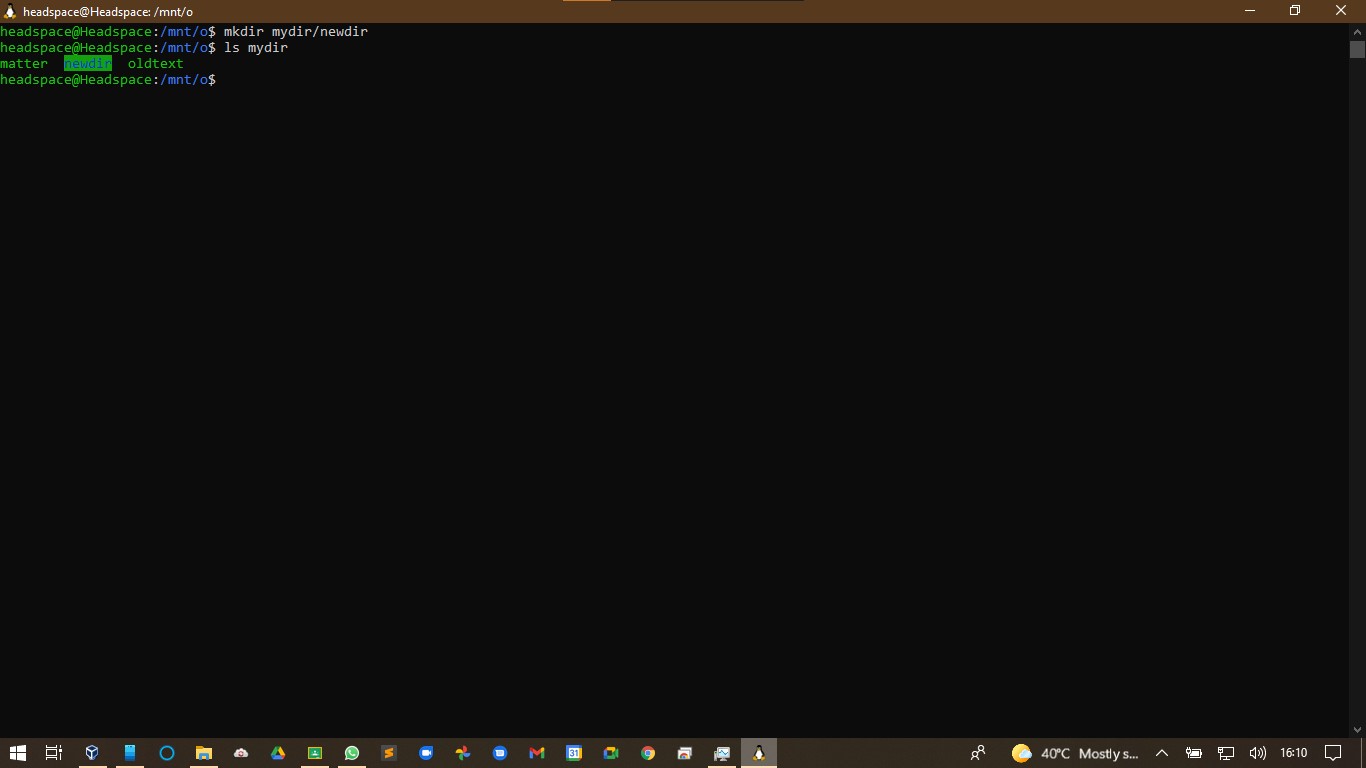 headspace@Headspace: /mnt/o
headspace@Headspace:/mnt/o$ mkdir mydir/newdir
headspace@Headspace:/mnt/o$ ls mydir
matter  newdir  oldtext
headspace@Headspace:/mnt/o$
31
40°C Mostly s... 16:10